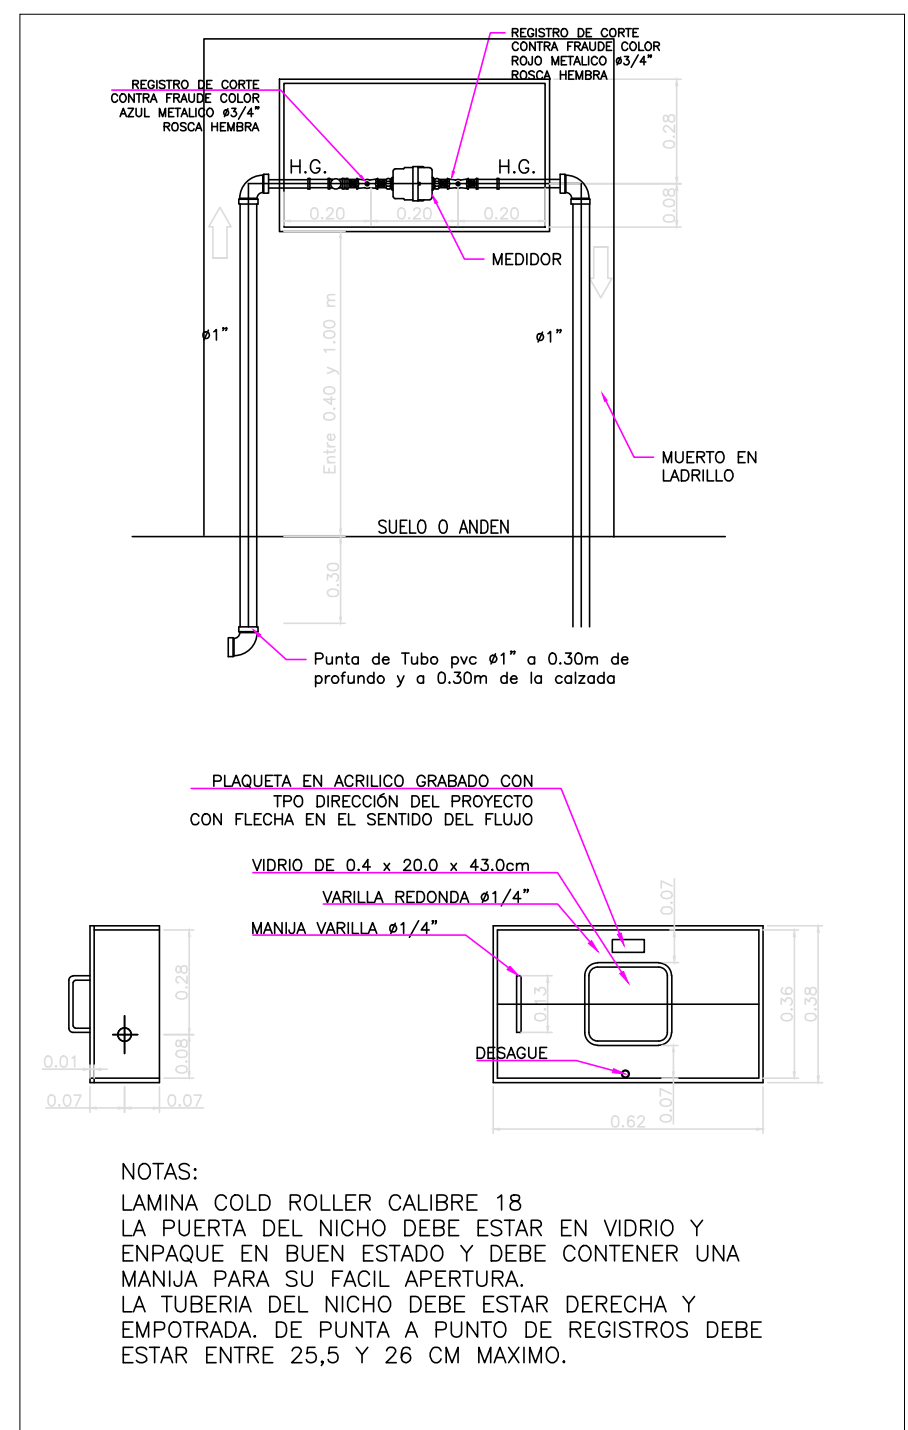 REGISTRO DE CORTE
CONTRA FRAUDE COLOR
ROJO METALICO ø3/4"
ROSCA HEMBRA
REGISTRO DE CORTE
CONTRA FRAUDE COLOR
AZUL METALICO ø3/4"
ROSCA HEMBRA
0.28
H.G.
H.G.
0.20
0.20
0.20
0.08
MEDIDOR
ø1"
ø1"
Entre 0.40 y 1.00 m
MUERTO EN
LADRILLO
SUELO O ANDEN
0.30
Punta de Tubo pvc ø1" a 0.30m de
profundo y a 0.30m de la calzada
PLAQUETA EN ACRILICO GRABADO CON
TPO DIRECCIÓN DEL PROYECTO
CON FLECHA EN EL SENTIDO DEL FLUJO
VIDRIO DE 0.4 x 20.0 x 43.0cm
VARILLA REDONDA ø1/4"
MANIJA VARILLA ø1/4"
0.07
0.28
0.13
0.36
0.38
DESAGUE
0.08
0.01
0.07
0.07
0.07
0.62
NOTAS:
LAMINA COLD ROLLER CALIBRE 18
LA PUERTA DEL NICHO DEBE ESTAR EN VIDRIO Y
ENPAQUE EN BUEN ESTADO Y DEBE CONTENER UNA
MANIJA PARA SU FACIL APERTURA.
LA TUBERIA DEL NICHO DEBE ESTAR DERECHA Y
EMPOTRADA. DE PUNTA A PUNTO DE REGISTROS DEBE
ESTAR ENTRE 25,5 Y 26 CM MAXIMO.